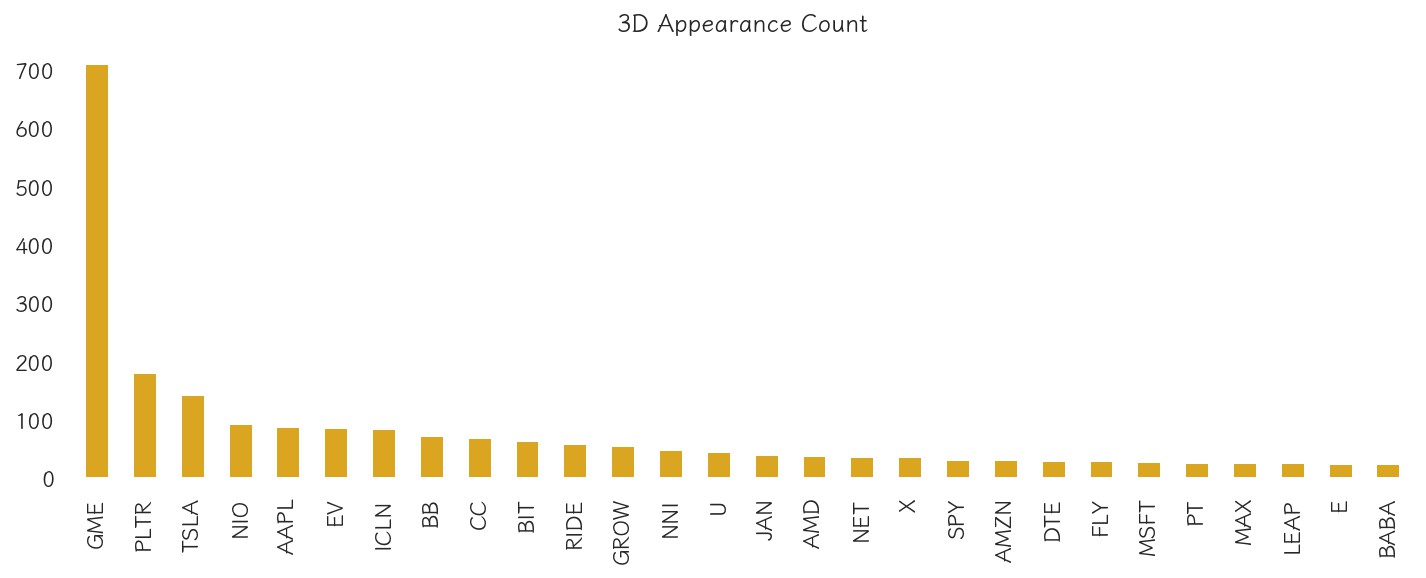 3D Appearance Count
700
600
500
400
300
200
100
0
GME
PLTR
TSLA
NIO
AAPL
EV
ICLN
BB
CC
BIT
RIDE
GROW
NNI
U
JAN
AMD
NET
X
SPY
AMZN
DTE
FLY
MSFT
PT
MAX
LEAP
E
BABA